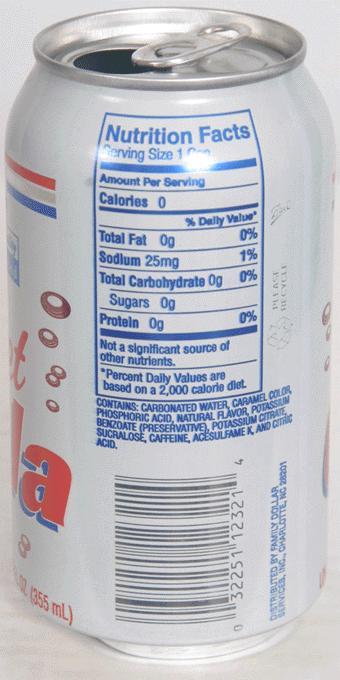 Nutrition Facts
Serving Size 1 Can
Amount Per Serving
Calories 0
% Daily Value*
Total Fat 0g 0%
Sodium 25mg 1%
Total Carbohydrate 0g 0%
Sugars 0g
Protein 0g 0%
Not a significant source of
other nutrients.
*Percent Daily Values are
based on a 2,000 calorie diet.
CONTAINS: CARBONATED WATER, CARAMEL COLOR,
PHOSPHORIC ACID, NATURAL FLAVOR, POTASSIUM
BENZOATE (PRESERVATIVE), POTASSIUM CITRATE,
SUCRALOSE, CAFFEINE, ACESULFAME K, AND CITRIC
ACID.
PLEASE
RECYCLE
0 32251 12321 4
DISTRIBUTED BY FAMILY DOLLAR
SERVICES, INC., CHARLOTTE, NC 28201
et
la
OZ (355 mL)